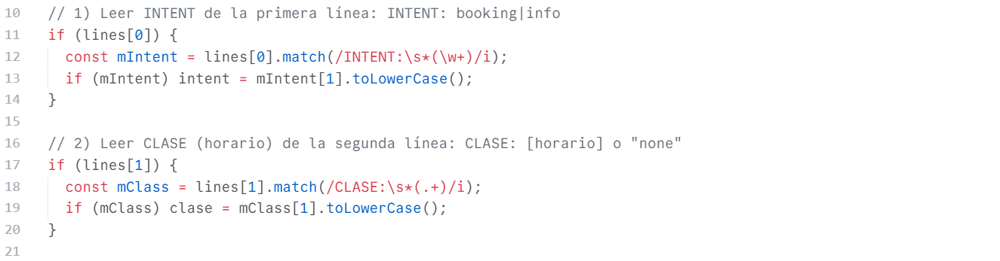 10 // 1) Leer INTENT de la primera línea: INTENT: booking|info
11 if (lines[0]) {
12 const mIntent = lines[0].match(/INTENT:\s*(\w+)/i);
13 if (mIntent) intent = mIntent[1].toLowerCase();
14 }
15
16 // 2) Leer CLASE (horario) de la segunda línea: CLASE: [horario] o "none"
17 if (lines[1]) {
18 const mClass = lines[1].match(/CLASE:\s*(.+)/i);
19 if (mClass) clase = mClass[1].toLowerCase();
20 }
21